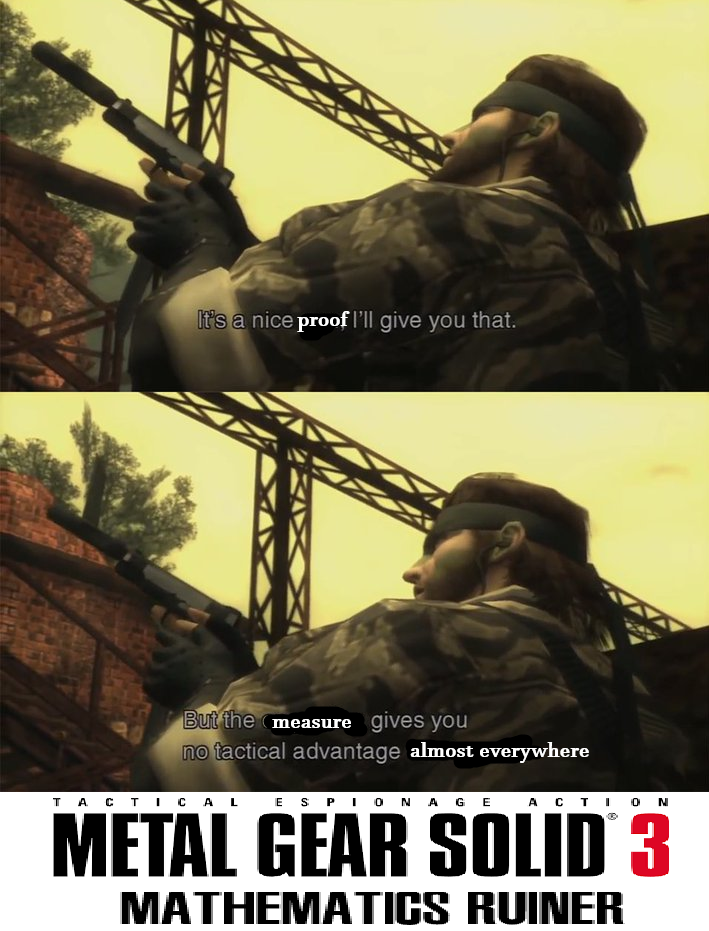 It's a nice proof I'll give you that.
But the measure gives you
no tactical advantage almost everywhere
TACTICAL ESPIONAGE ACTION
METAL GEAR SOLID® 3
MATHEMATICS RUINER